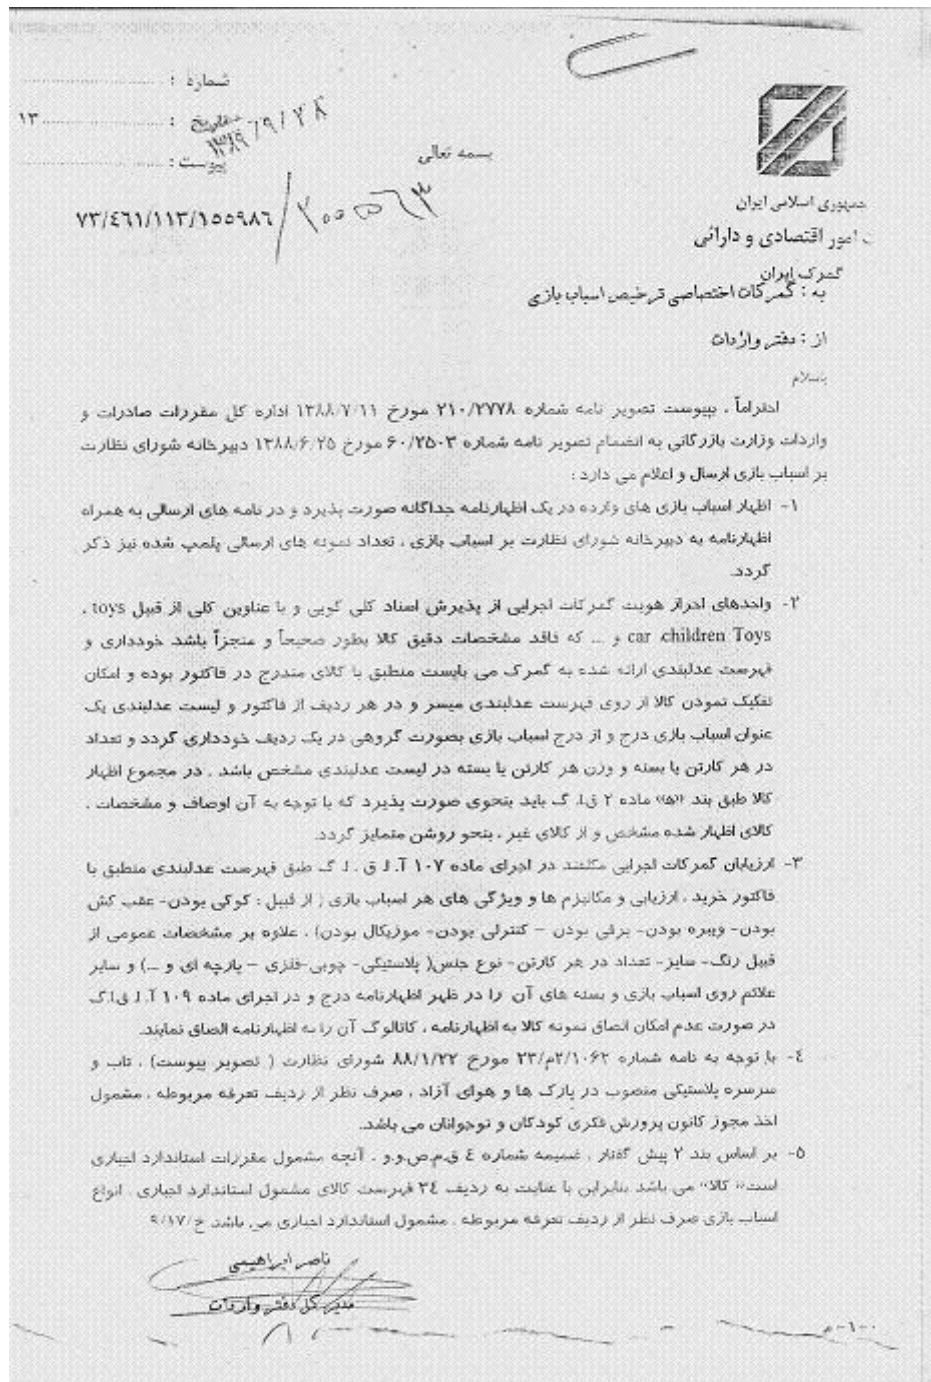 شماره :
تاریخ : ۱۳
پیوست :
۱۳۸۹/۹/۲۸
بسمه تعالی
۷۳/٤٦۱/۱۱۳/۱۵۵۹۸٦/۲۰۰۵۶۳
جمهوری اسلامی ایران
امور اقتصادی و دارائی
گمرک ایران
به : گمرکات اختصاصی ترخیص اسباب بازی
از : دفتر واردات
باسلام
احتراماً ، بپیوست تصویر نامه شماره ۲۱۰/۲۷۷۸ مورخ ۱۳۸۸/۷/۱۱ اداره کل مقررات صادرات و
واردات وزارت بازرگانی به انضمام تصویر نامه شماره ۶۰/۲۵۰۳ مورخ ۱۳۸۸/۶/۲۵ دبیرخانه شورای نظارت
بر اسباب بازی ارسال و اعلام می دارد :
۱- اظهار اسباب بازی های وارده در یک اظهارنامه جداگانه صورت پذیرد و در نامه های ارسالی به همراه
اظهارنامه به دبیرخانه شورای نظارت بر اسباب بازی ، تعداد نمونه های ارسالی پلمپ شده نیز ذکر
گردد.
۲- واحدهای احراز هویت گمرکات اجرایی از پذیرش اسناد کلی گویی و با عناوین کلی از قبیل toys ،
car children Toys و ... که فاقد مشخصات دقیق کالا بطور صحیحاً و منجزاً باشد خودداری و
فهرست عدلبندی ارائه شده به گمرک می بایست منطبق با کالای مندرج در فاکتور بوده و امکان
تفکیک نمودن کالا از روی فهرست عدلبندی میسر و در هر ردیف از فاکتور و لیست عدلبندی یک
عنوان اسباب بازی درج و از درج اسباب بازی بصورت گروهی در یک ردیف خودداری گردد و تعداد
در هر کارتن یا بسته و وزن هر کارتن یا بسته در لیست عدلبندی مشخص باشد . در مجموع اظهار
کالا طبق بند «ه» ماده ۲ ق.ا. گ باید بنحوی صورت پذیرد که با توجه به آن اوصاف و مشخصات ،
کالای اظهار شده مشخص و از کالای غیر ، بنحو روشن متمایز گردد.
۳- ارزیابان گمرکات اجرایی مکلفند در اجرای ماده ۱۰۷ آ. ا. ق . ا. گ طبق فهرست عدلبندی منطبق با
فاکتور خرید ، ارزیابی و مکانیزم ها و ویژگی های هر اسباب بازی ( از قبیل : کوکی بودن- عقب کش
بودن- ویبره بودن- برقی بودن – کنترلی بودن- موزیکال بودن) ، علاوه بر مشخصات عمومی از
قبیل رنگ- سایز- تعداد در هر کارتن- نوع جنس( پلاستیکی- چوبی-فلزی – پارچه ای و ...) و سایر
علائم روی اسباب بازی و بسته های آن را در ظهر اظهارنامه درج و در اجرای ماده ۱۰۹ آ. ا. ق.ا.گ
در صورت عدم امکان الصاق نمونه کالا به اظهارنامه ، کاتالوگ آن را به اظهارنامه الصاق نمایند.
٤- با توجه به نامه شماره ۲/۱۰۶۲/م/۲۳ مورخ ۸۸/۱/۲۲ شورای نظارت ( تصویر پیوست) ، تاب و
سرسره پلاستیکی منصوب در پارک ها و هوای آزاد ، صرف نظر از ردیف تعرفه مربوطه ، مشمول
اخذ مجوز کانون پرورش فکری کودکان و نوجوانان می باشد.
٥- بر اساس بند ۲ پیش گفتار ، ضمیمه شماره ٤ ق.م.ص.و.و . آنچه مشمول مقررات استاندارد اجباری
است« کالا» می باشد بنابراین با عنایت به ردیف ۳٤ فهرست کالای مشمول استاندارد اجباری ، انواع
اسباب بازی صرف نظر از ردیف تعرفه مربوطه ، مشمول استاندارد اجباری می باشد. خ/۹/۱۷
ناصر ابراهیمی
مدیر کل دفتر واردات